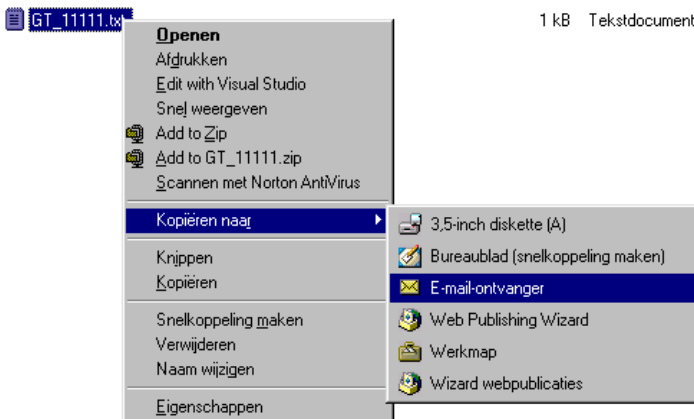 GT_11111.tx 1 kB Tekstdocument
Openen
Afdrukken
Edit with Visual Studio
Snel weergeven
Add to Zip
Add to GT_11111.zip
Scannen met Norton AntiVirus
Kopiëren naar
3,5-inch diskette (A)
Bureaublad (snelkoppeling maken)
E-mail-ontvanger
Web Publishing Wizard
Werkmap
Wizard webpublicaties
Knippen
Kopiëren
Snelkoppeling maken
Verwijderen
Naam wijzigen
Eigenschappen